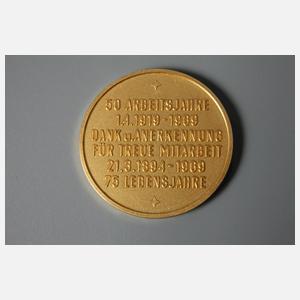 50 ARBEITSJAHRE
1.4.1919-1969
DANK u. ANERKENNUNG
FÜR TREUE MITARBEIT
21.3.1894-1969
75 LEBENSJAHRE